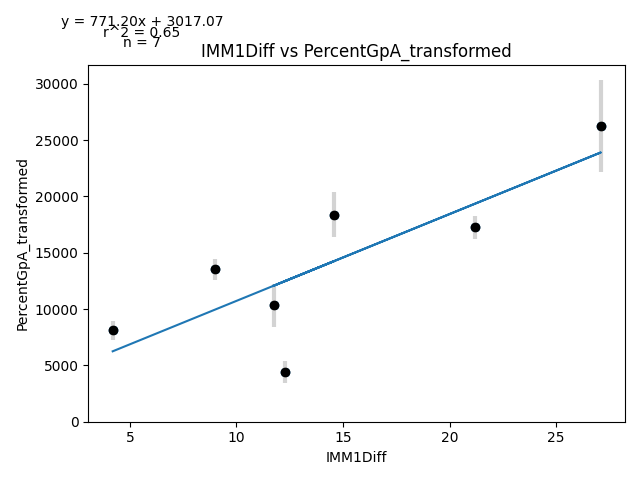 y = 771.20x + 3017.07
r^2 = 0.65
n = 7
IMM1Diff vs PercentGpA_transformed
30000
25000
20000
15000
10000
5000
0
PercentGpA_transformed
5
10
15
20
25
IMM1Diff